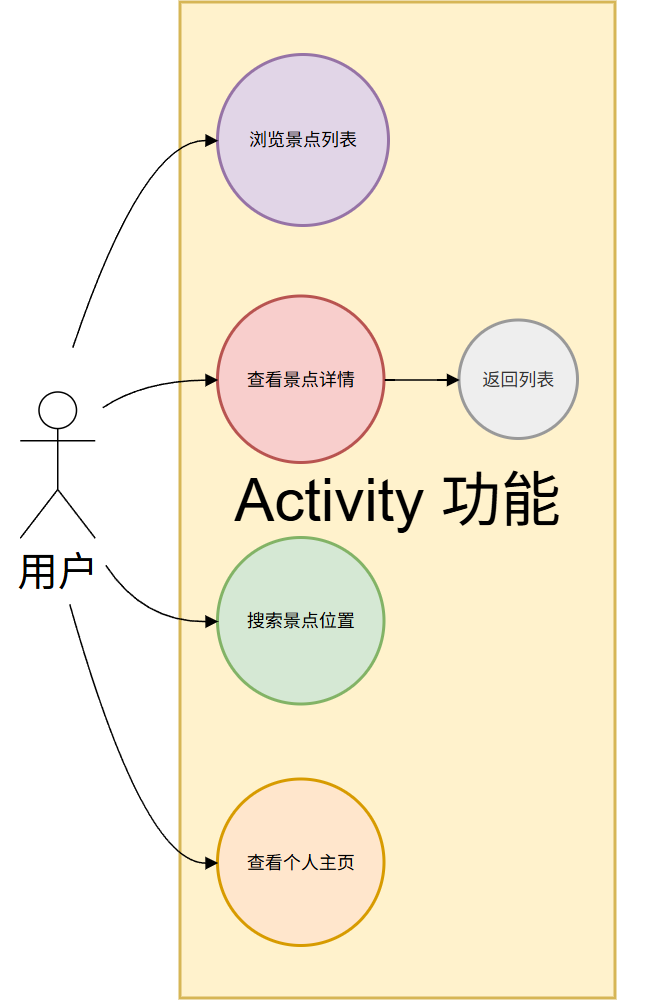 浏览景点列表
查看景点详情
返回列表
Activity 功能
用户
搜索景点位置
查看个人主页